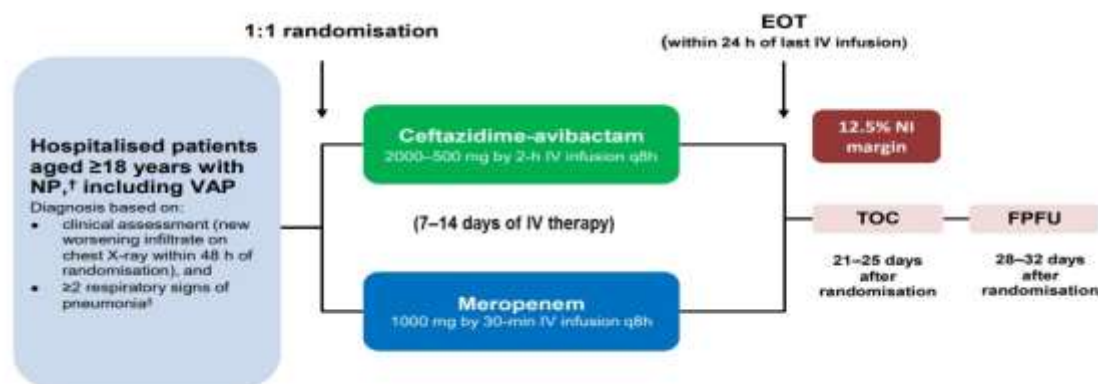 1:1 randomisation
EOT
(within 24 h of last IV infusion)
Hospitalised patients
aged ≥18 years with
NP,† including VAP
Diagnosis based on:
• clinical assessment (new
worsening infiltrate on
chest X-ray within 48 h of
randomisation), and
• ≥2 respiratory signs of
pneumonia‡
Ceftazidime-avibactam
2000–500 mg by 2-h IV infusion q8h
(7–14 days of IV therapy)
Meropenem
1000 mg by 30-min IV infusion q8h
12.5% NI
margin
TOC
21–25 days
after
randomisation
FPFU
28–32 days
after
randomisation